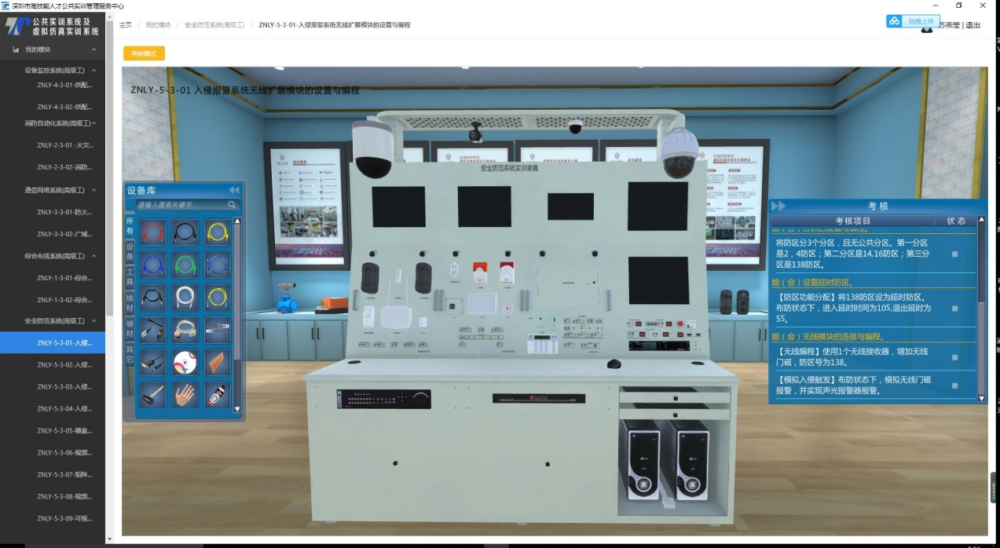 深圳市高技能人才公共实训管理服务中心
公共实训系统及
虚拟仿真实训系统
主页 / 我的模块 / 安全防范系统(高级工) / ZNLY-5-3-01-入侵报警系统无线扩展模块的设置与编程
拖拽上传
苏燕莹 | 退出
我的模块
考核模式
设备监控系统(高级工)
ZNLY-4-3-01-供配...
ZNLY-4-3-02-供配...
消防自动化系统(高级工)
ZNLY-2-3-01 -火灾...
ZNLY-2-3-02-消防...
通信网络系统(高级工)
ZNLY-3-3-01-防火...
ZNLY-3-3-02-广域...
综合布线系统(高级工)
ZNLY-1-3-01-综合...
ZNLY-1-3-02-综合...
安全防范系统(高级工)
ZNLY-5-3-01-入侵...
ZNLY-5-3-02-入侵...
ZNLY-5-3-03-入侵...
ZNLY-5-3-04-入侵...
ZNLY-5-3-05-硬盘...
ZNLY-5-3-06-视频...
ZNLY-5-3-07-矩阵...
ZNLY-5-3-08-视频...
ZNLY-5-3-09-可视...
ZNLY-5-3-01 入侵报警系统无线扩展模块的设置与编程
安全防范系统实训装置
设备库
请输入搜索关键字...
所有
设备
工具
线材
辅材
其它
考核
考核项目 状态
将防区分3个分区，且无公共分区。第一分区
是2，4防区；第二分区是14,16防区；第三分
区是138防区。
能（会）设置延时防区。
【防区功能分配】将138防区设为延时防区。
布防状态下，进入延时时间为10S,退出延时为
5S。
能（会）无线模块的连接与编程。
【无线编程】使用1个无线接收器，增加无线
门磁，防区号为138。
【模拟入侵触发】布防状态下，模拟无线门磁
报警，并实现声光报警器报警。